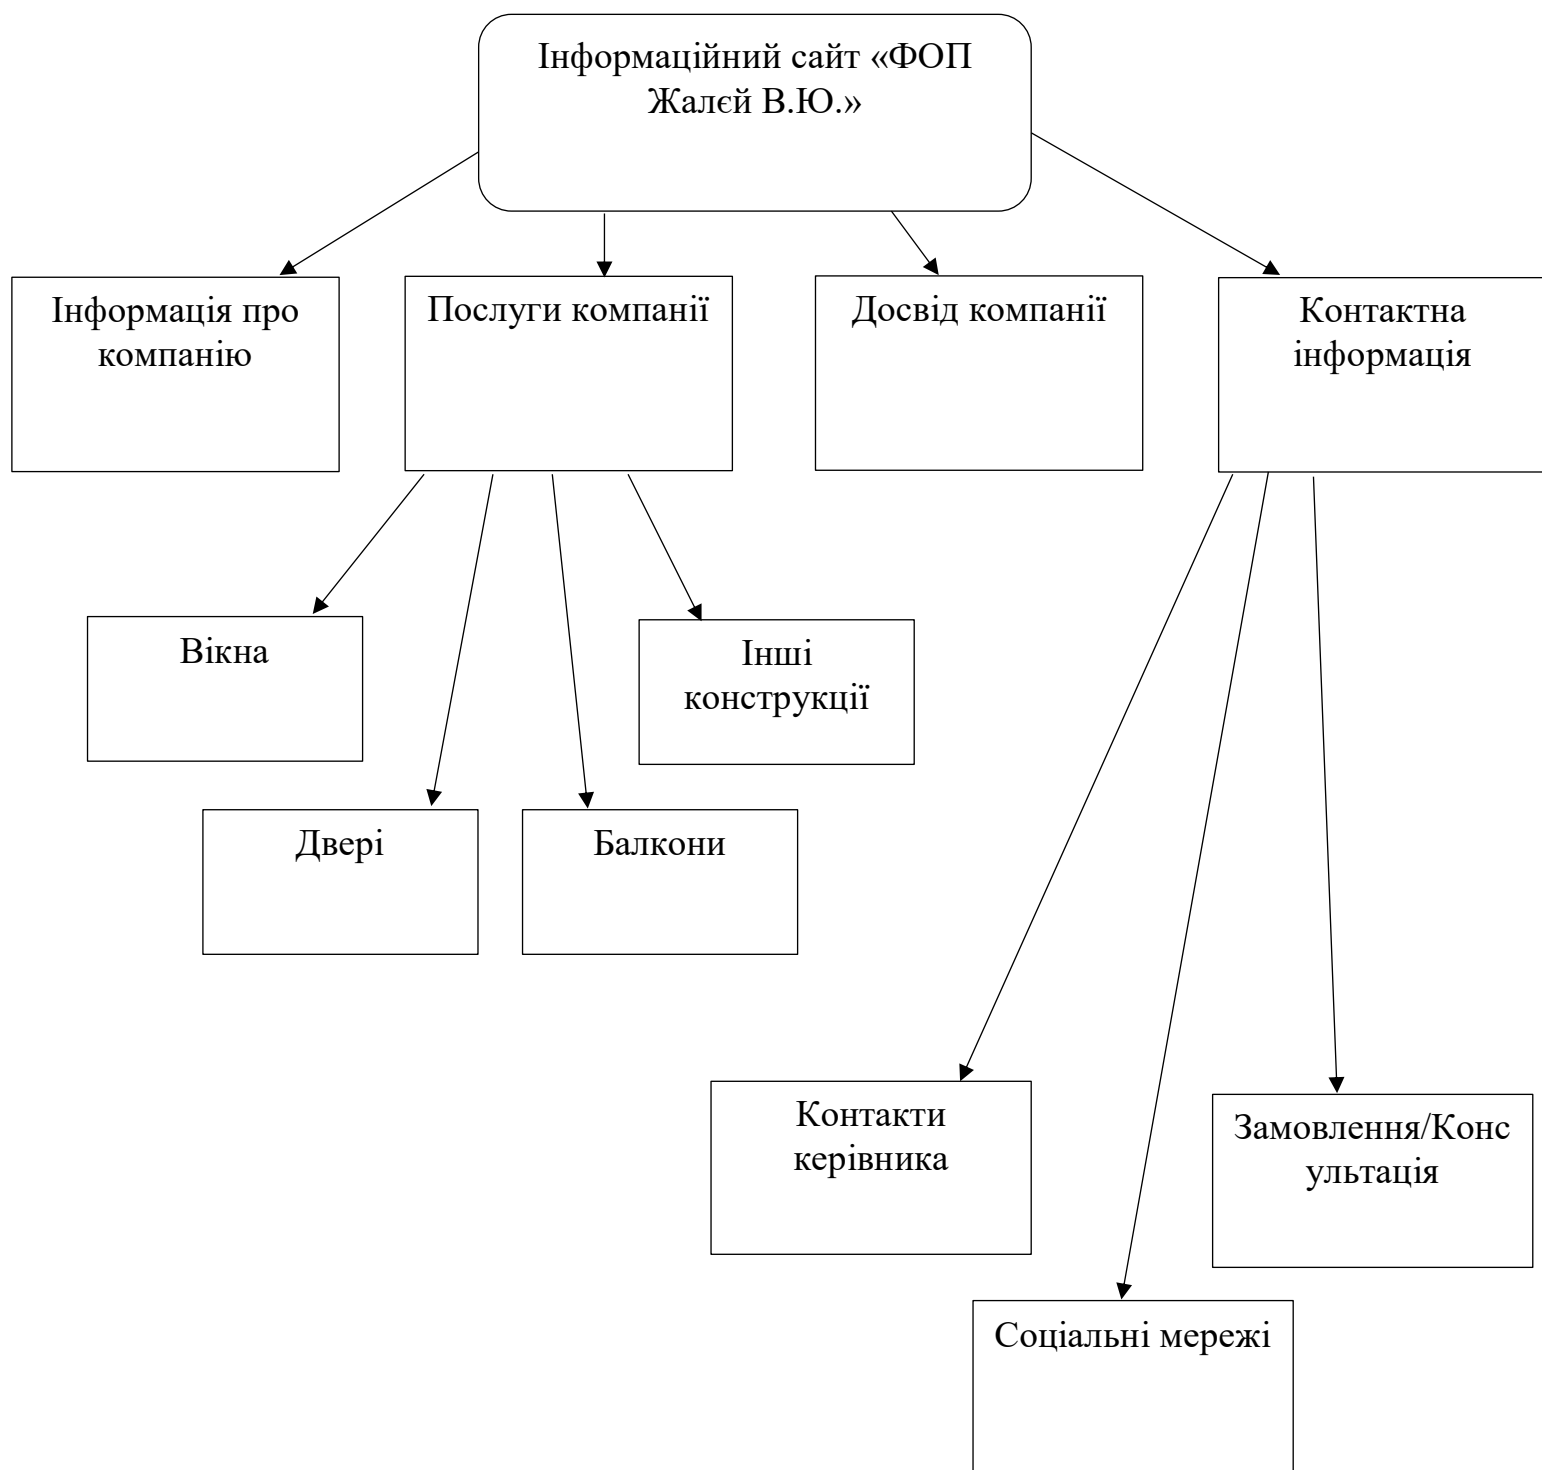 Інформаційний сайт «ФОП
Жалєй В.Ю.»
Інформація про
компанію
Послуги компанії
Досвід компанії
Контактна
інформація
Вікна
Інші
конструкції
Двері
Балкони
Контакти
керівника
Замовлення/Конс
ультація
Соціальні мережі